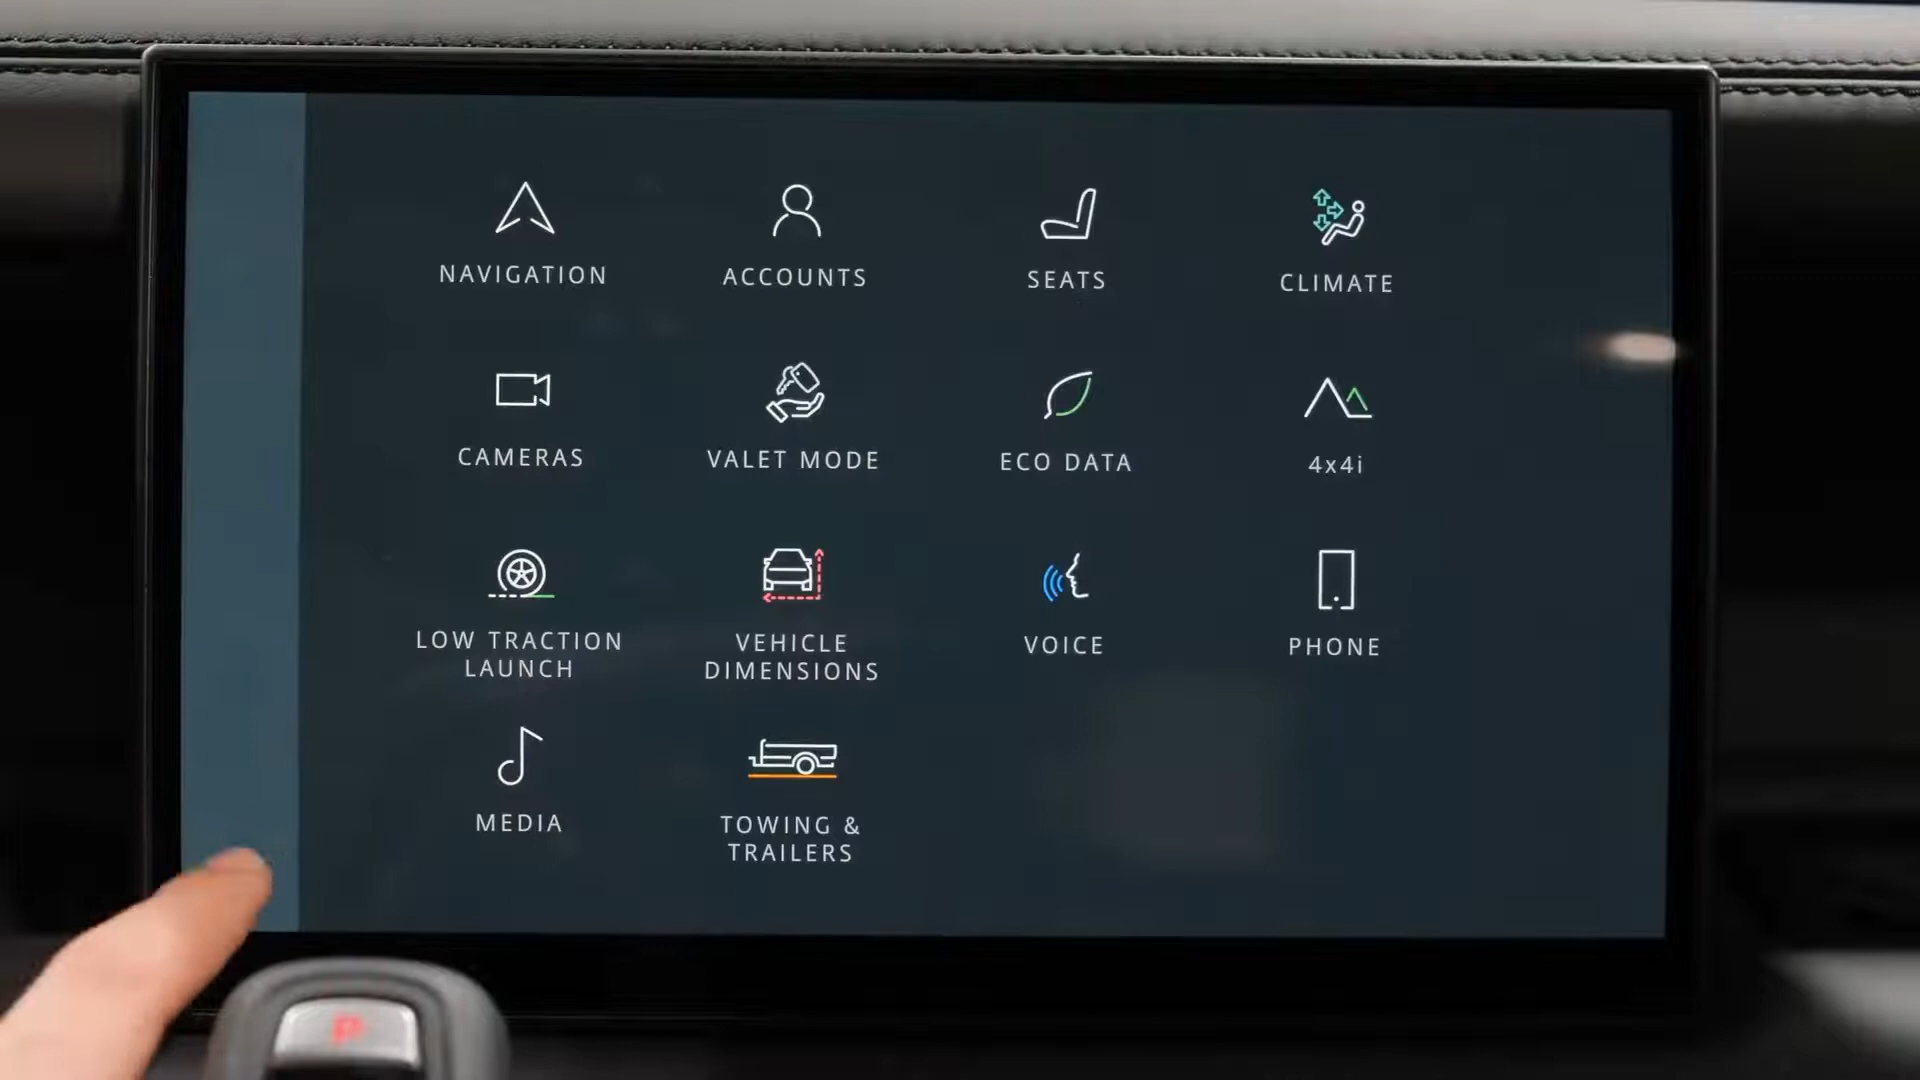 NAVIGATION
ACCOUNTS
SEATS
CLIMATE
CAMERAS
VALET MODE
ECO DATA
4x4i
LOW TRACTION
LAUNCH
VEHICLE
DIMENSIONS
VOICE
PHONE
MEDIA
TOWING &
TRAILERS
P